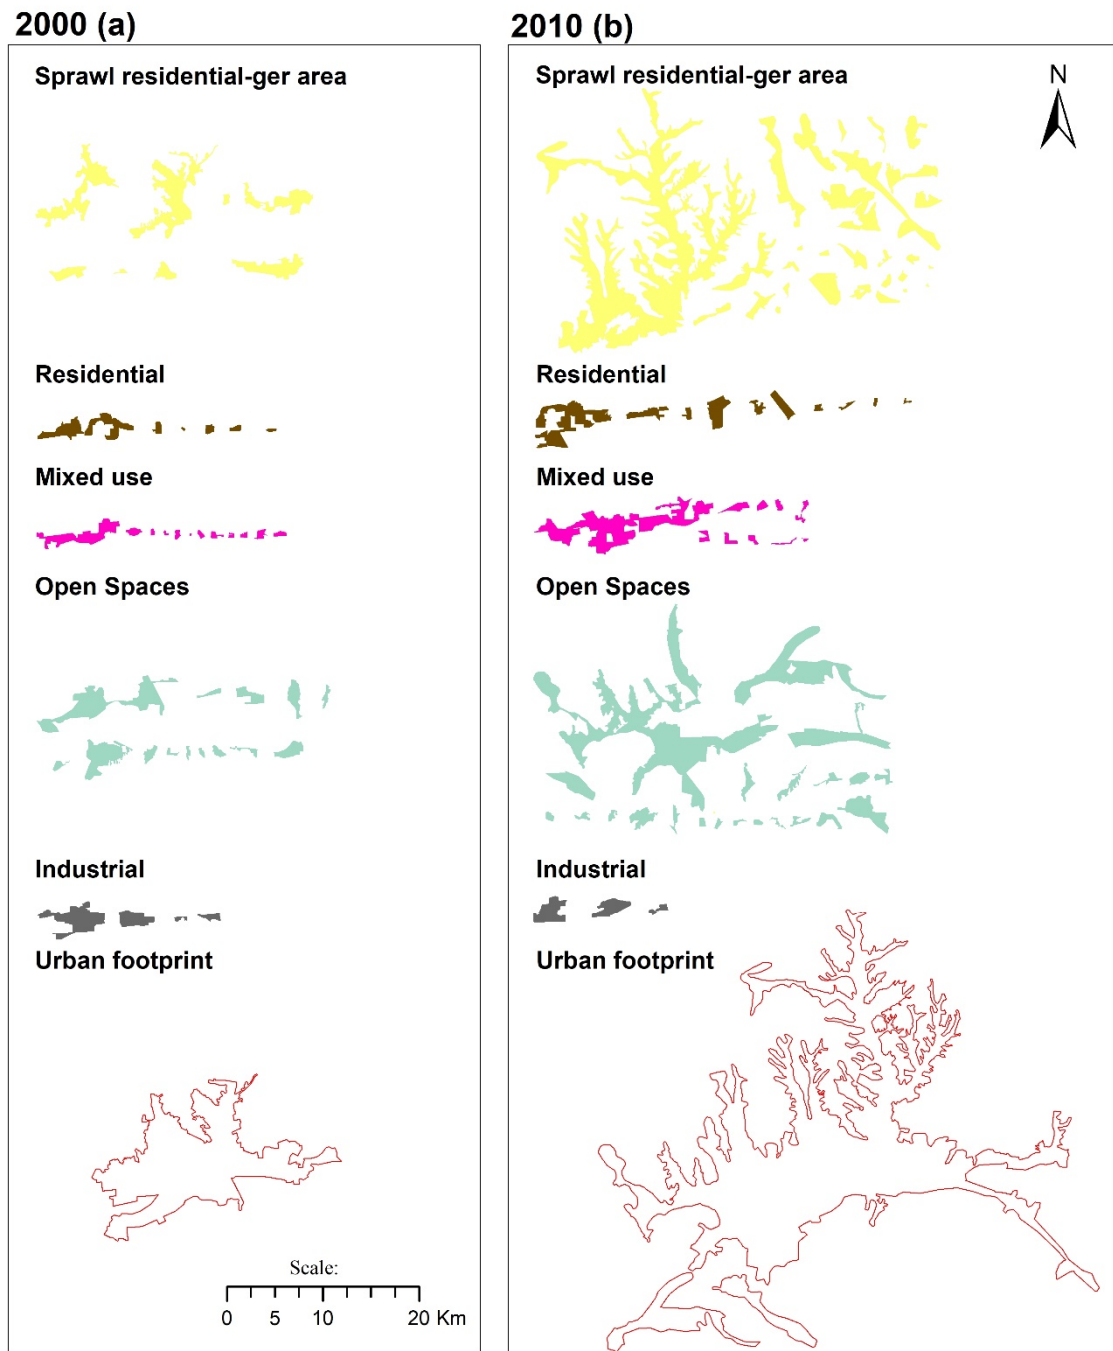 2000 (a)
Sprawl residential-ger area
Residential
Mixed use
Open Spaces
Industrial
Urban footprint
Scale:
0 5 10 20 Km
2010 (b)
Sprawl residential-ger area
N
Residential
Mixed use
Open Spaces
Industrial
Urban footprint